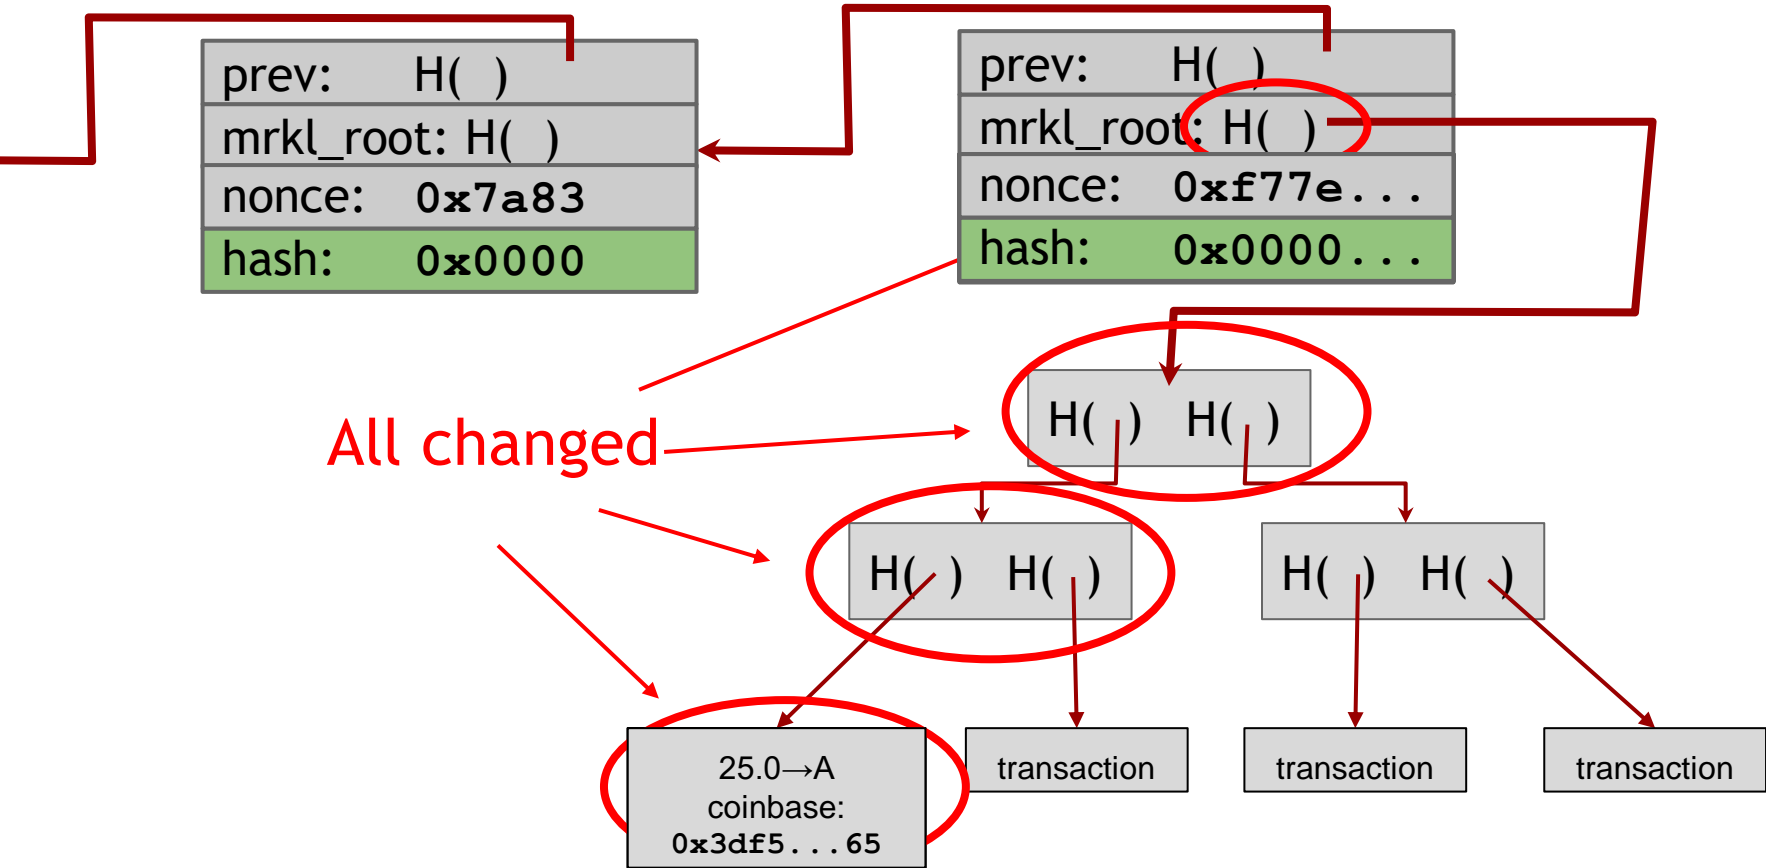 prev: H( )
mrkl_root: H( )
nonce: 0x7a83
hash: 0x0000
prev: H( )
mrkl_root: H( )
nonce: 0xf77e...
hash: 0x0000...
All changed
H( ) H( )
H( ) H( )
H( ) H( )
25.0→A
coinbase:
0x3df5...65
transaction
transaction
transaction